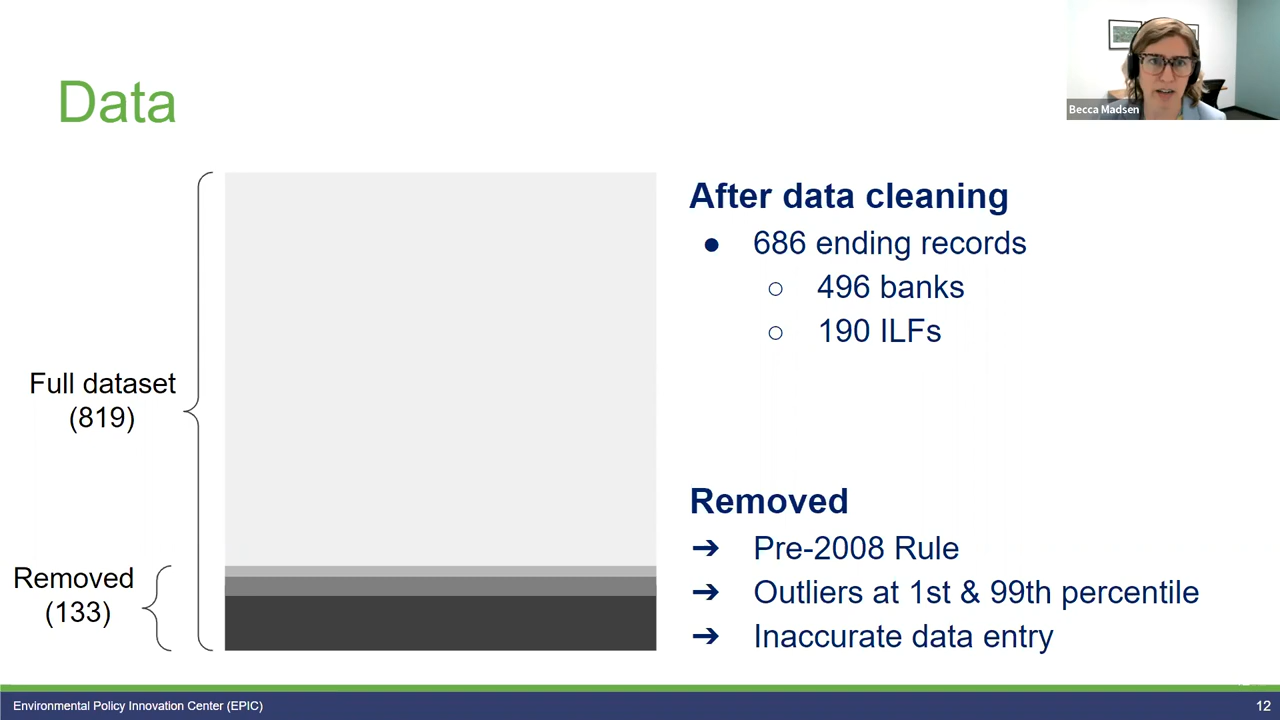 Data
Becca Madsen
After data cleaning
● 686 ending records
○ 496 banks
○ 190 ILFs
Full dataset
(819)
Removed
(133)
Removed
➔ Pre-2008 Rule
➔ Outliers at 1st & 99th percentile
➔ Inaccurate data entry
Environmental Policy Innovation Center (EPIC)
12